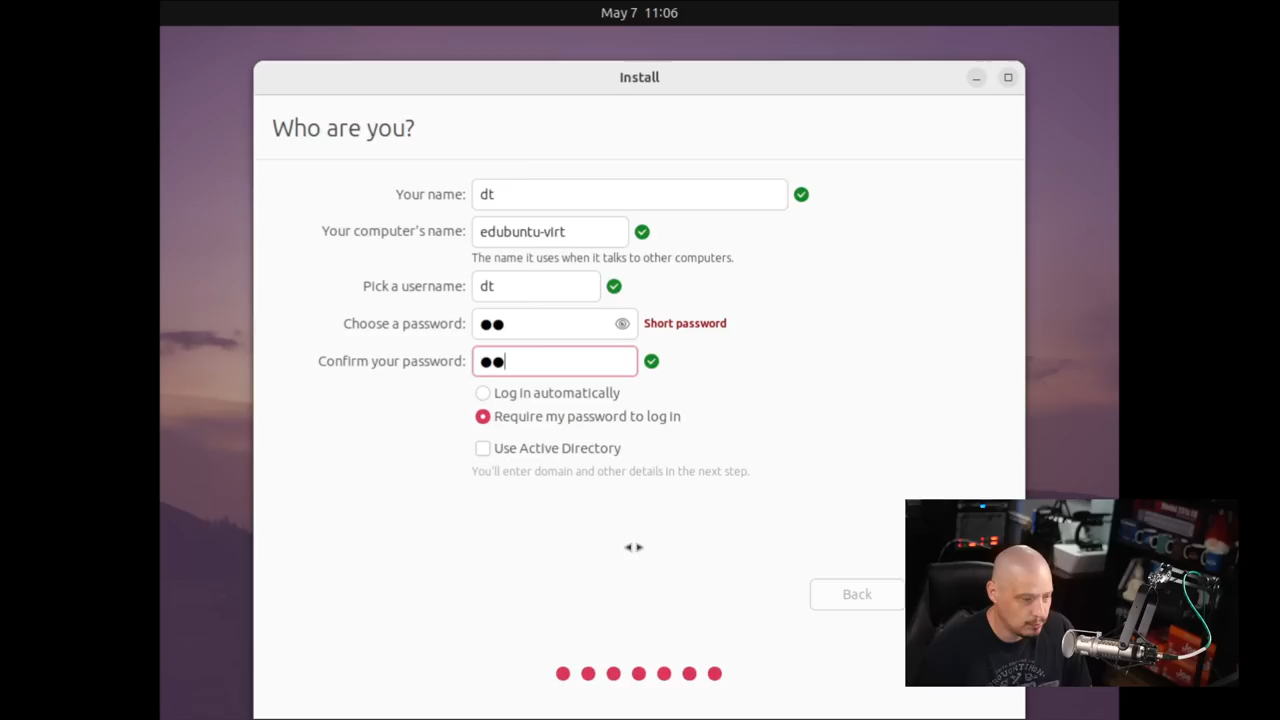 May 7 11:06
Install
Who are you?
Your name: dt
Your computer's name: edubuntu-virt
The name it uses when it talks to other computers.
Pick a username: dt
Choose a password: ●● Short password
Confirm your password: ●●
Log in automatically
Require my password to log in
Use Active Directory
You'll enter domain and other details in the next step.
Back